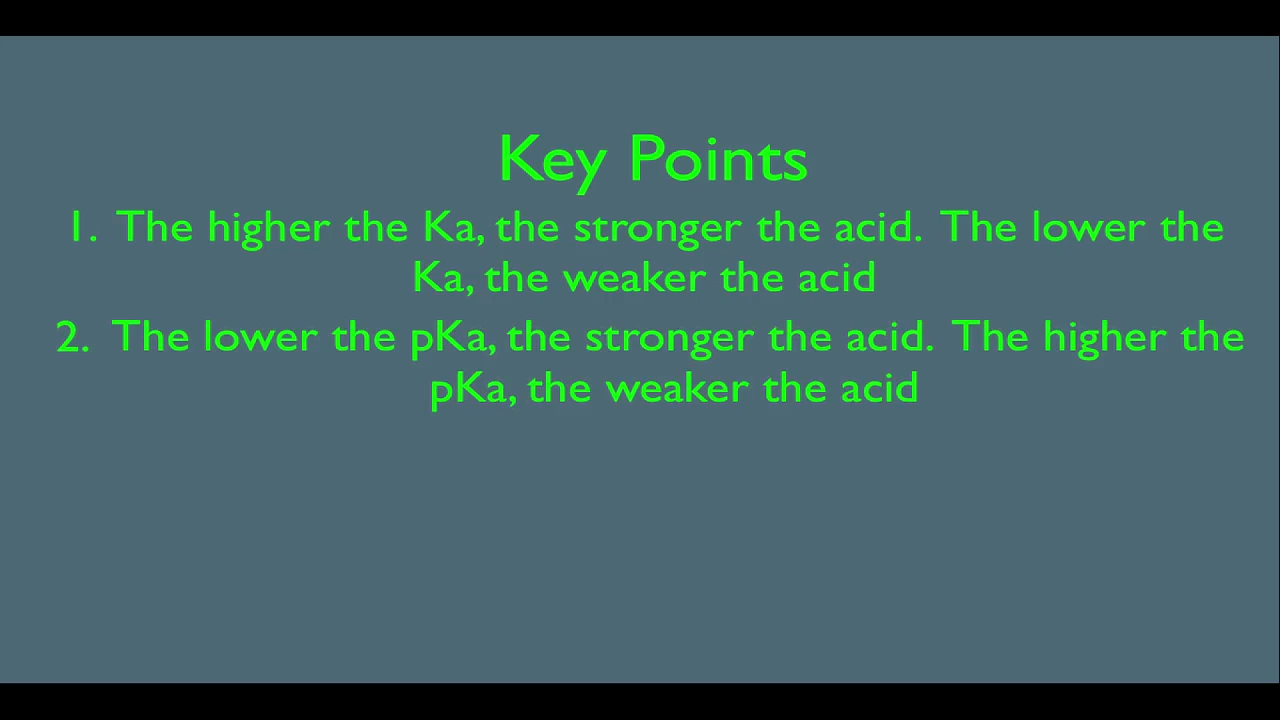 Key Points
1. The higher the Ka, the stronger the acid. The lower the
Ka, the weaker the acid
2. The lower the pKa, the stronger the acid. The higher the
pKa, the weaker the acid